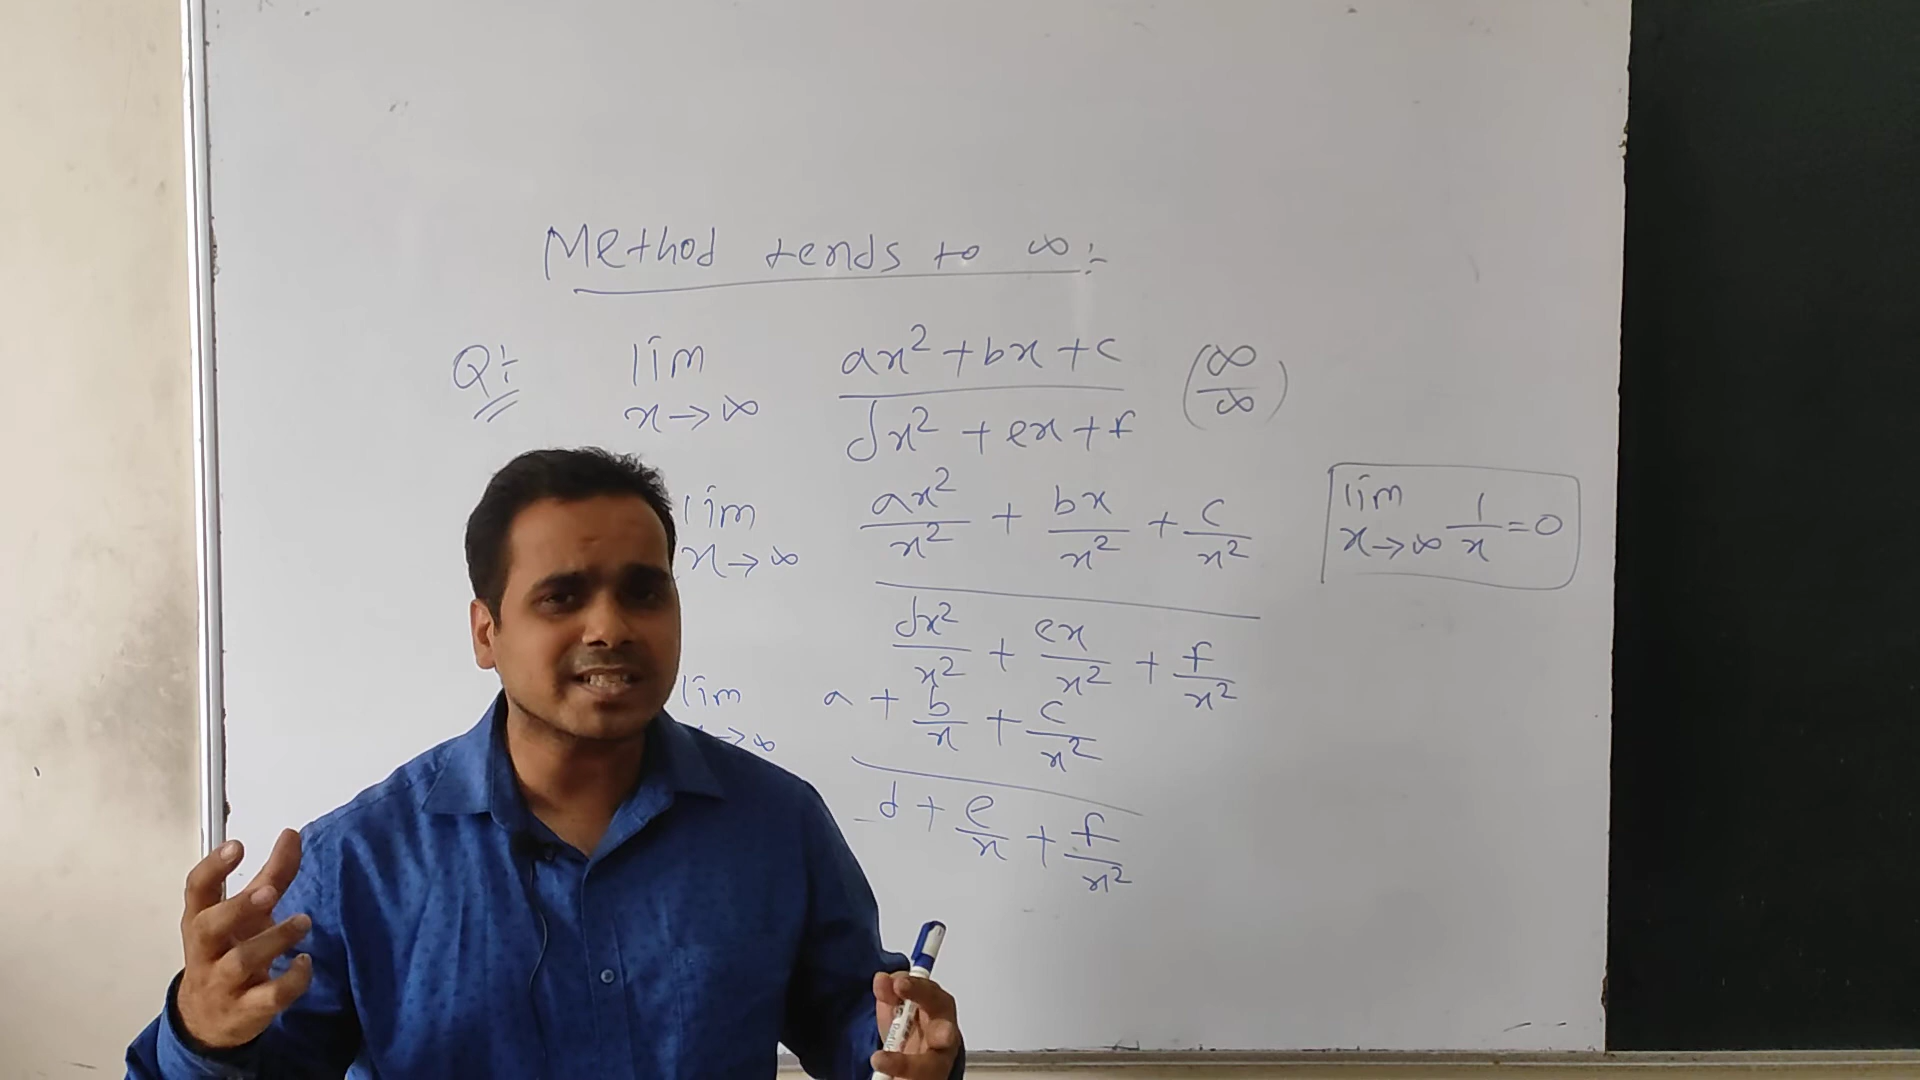 Method tends to ∞:-
Q:- lim x→∞ (ax²+bx+c)/(dx²+ex+f) (∞/∞)
lim x→∞ (ax²/x² + bx/x² + c/x²)/(dx²/x² + ex/x² + f/x²)
lim x→∞ 1/x = 0
lim →∞ (a + b/x + c/x²)/(d + e/x + f/x²)